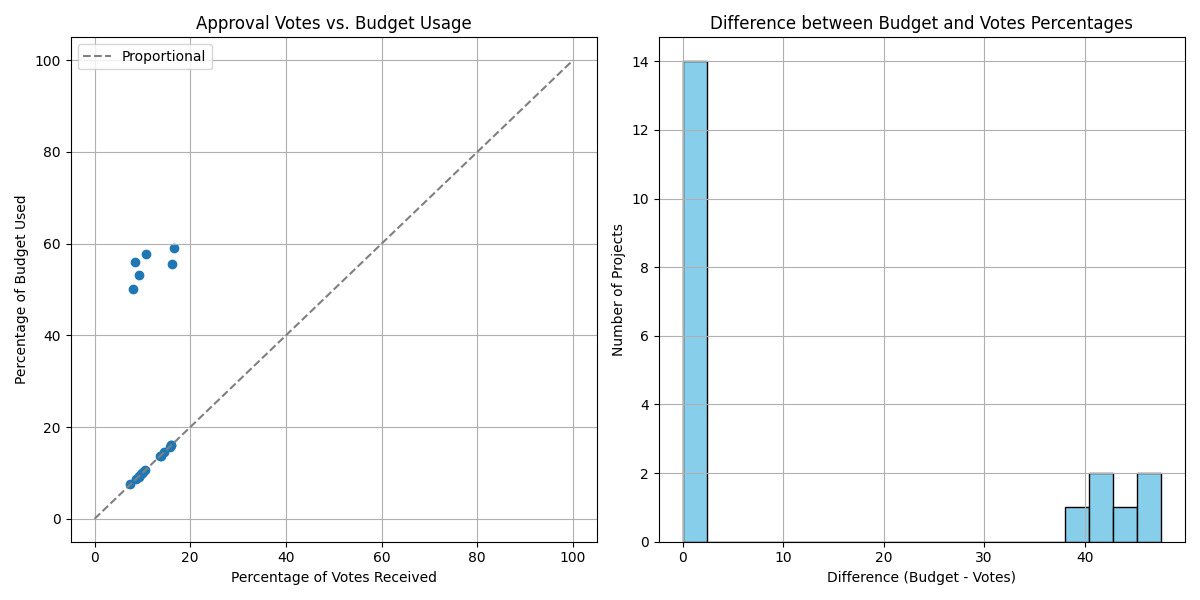 Approval Votes vs. Budget Usage
Proportional
100
80
60
40
20
0
Percentage of Budget Used
0 20 40 60 80 100
Percentage of Votes Received
Difference between Budget and Votes Percentages
14
12
10
8
6
4
2
0
Number of Projects
0 10 20 30 40
Difference (Budget - Votes)